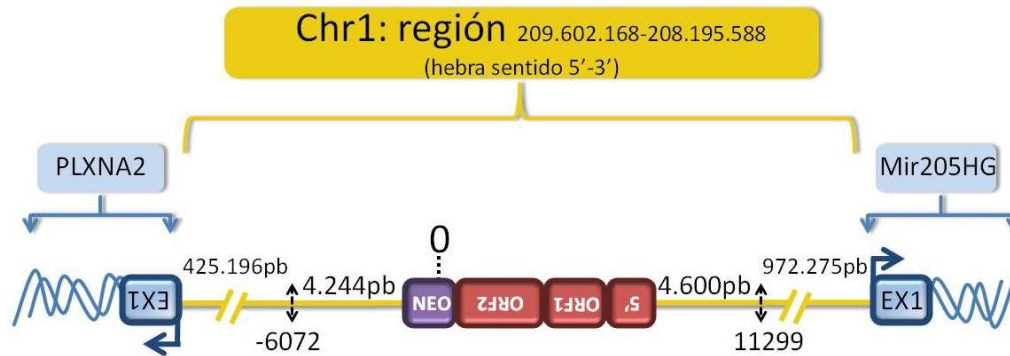 Chr1: región 209.602.168-208.195.588
(hebra sentido 5’-3’)
PLXNA2
Mir205HG
0
425.196pb
4.244pb
4.600pb
972.275pb
EX1
NEO
ORF2
ORF1
5’
EX1
-6072
11299